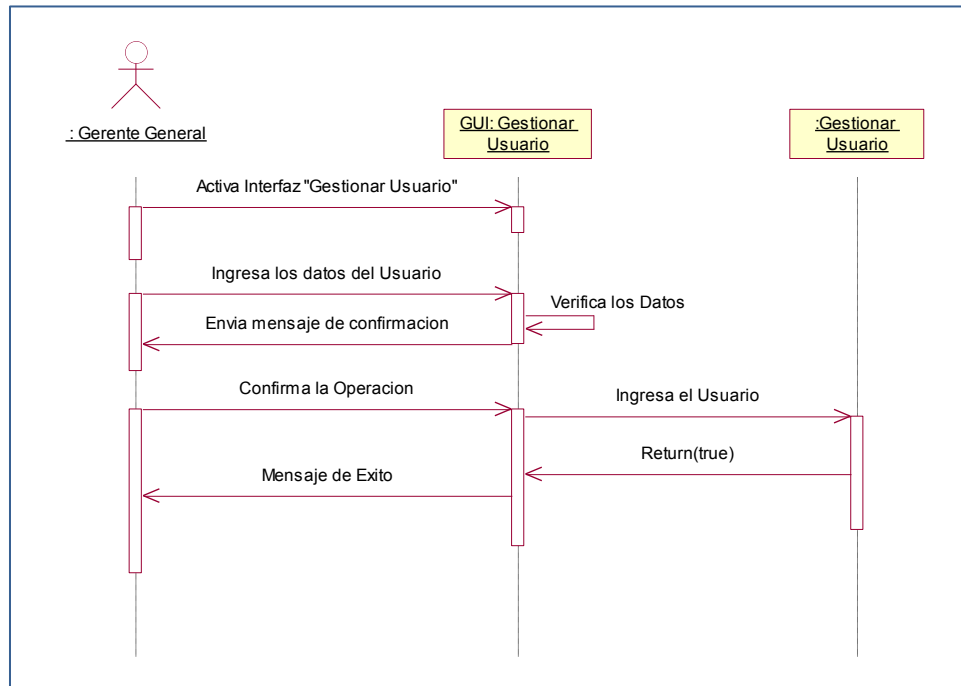 : Gerente General
GUI: Gestionar
Usuario
:Gestionar
Usuario
Activa Interfaz "Gestionar Usuario"
Ingresa los datos del Usuario
Verifica los Datos
Envia mensaje de confirmacion
Confirma la Operacion
Ingresa el Usuario
Return(true)
Mensaje de Exito